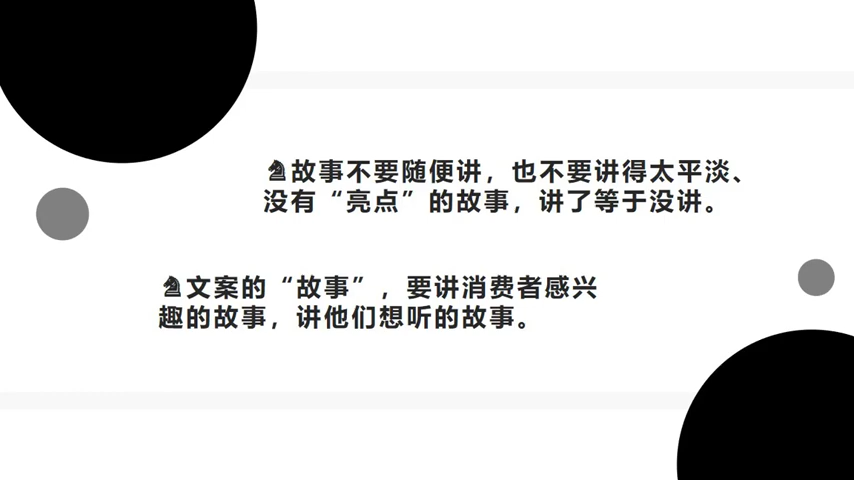 ♞故事不要随便讲，也不要讲得太平淡、
没有“亮点”的故事，讲了等于没讲。
♞文案的“故事”，要讲消费者感兴
趣的故事，讲他们想听的故事。